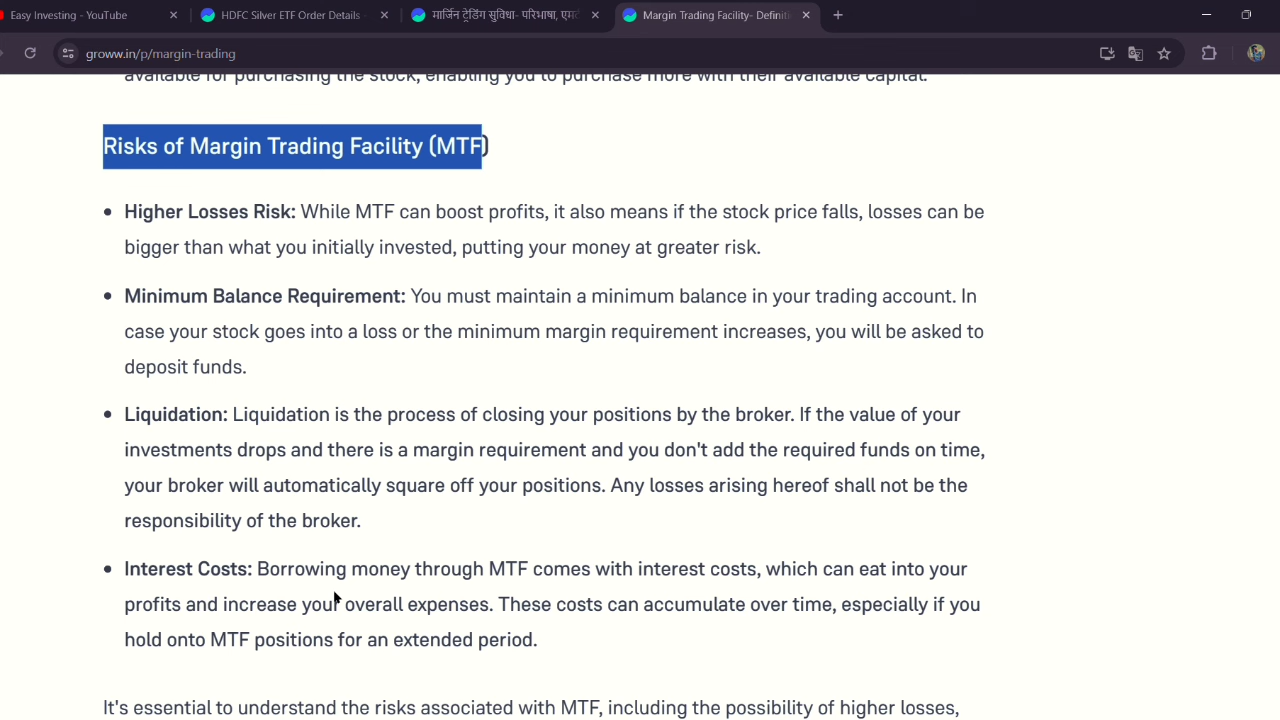 Easy Investing - YouTube
HDFC Silver ETF Order Details
मार्जिन ट्रेडिंग सुविधा- परिभाषा, एमट
Margin Trading Facility- Definiti
groww.in/p/margin-trading
available for purchasing the stock, enabling you to purchase more with their available capital.
Risks of Margin Trading Facility (MTF)
• Higher Losses Risk: While MTF can boost profits, it also means if the stock price falls, losses can be
bigger than what you initially invested, putting your money at greater risk.
• Minimum Balance Requirement: You must maintain a minimum balance in your trading account. In
case your stock goes into a loss or the minimum margin requirement increases, you will be asked to
deposit funds.
• Liquidation: Liquidation is the process of closing your positions by the broker. If the value of your
investments drops and there is a margin requirement and you don't add the required funds on time,
your broker will automatically square off your positions. Any losses arising hereof shall not be the
responsibility of the broker.
• Interest Costs: Borrowing money through MTF comes with interest costs, which can eat into your
profits and increase your overall expenses. These costs can accumulate over time, especially if you
hold onto MTF positions for an extended period.
It's essential to understand the risks associated with MTF, including the possibility of higher losses,